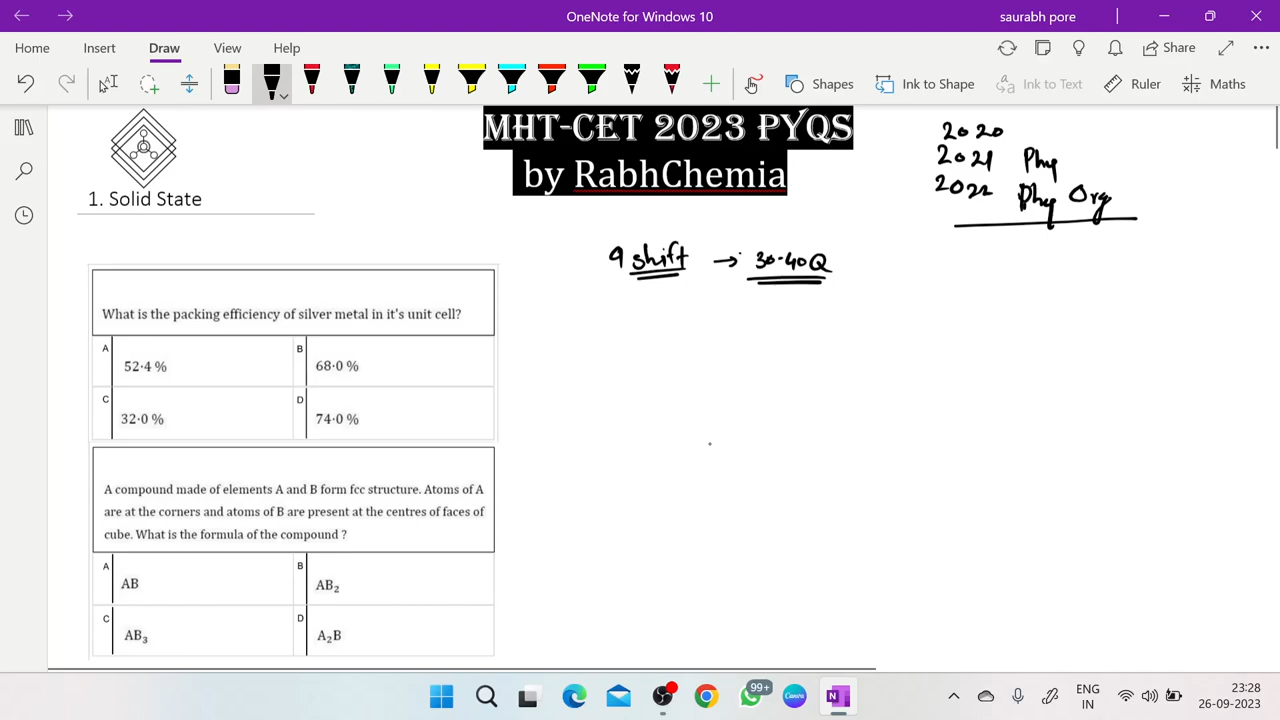 OneNote for Windows 10
saurabh pore
Home Insert Draw View Help
Share
Shapes Ink to Shape Ink to Text Ruler Maths
MHT-CET 2023 PYQS
by RabhChemia
2020
2021 Phy
2022 Phy Org
1. Solid State
9 shift → 30-40Q
What is the packing efficiency of silver metal in it's unit cell?
A 52·4 % B 68·0 %
C 32·0 % D 74·0 %
A compound made of elements A and B form fcc structure. Atoms of A
are at the corners and atoms of B are present at the centres of faces of
cube. What is the formula of the compound ?
A AB B AB₂
C AB₃ D A₂B
99+
ENG
IN
23:28
26-09-2023